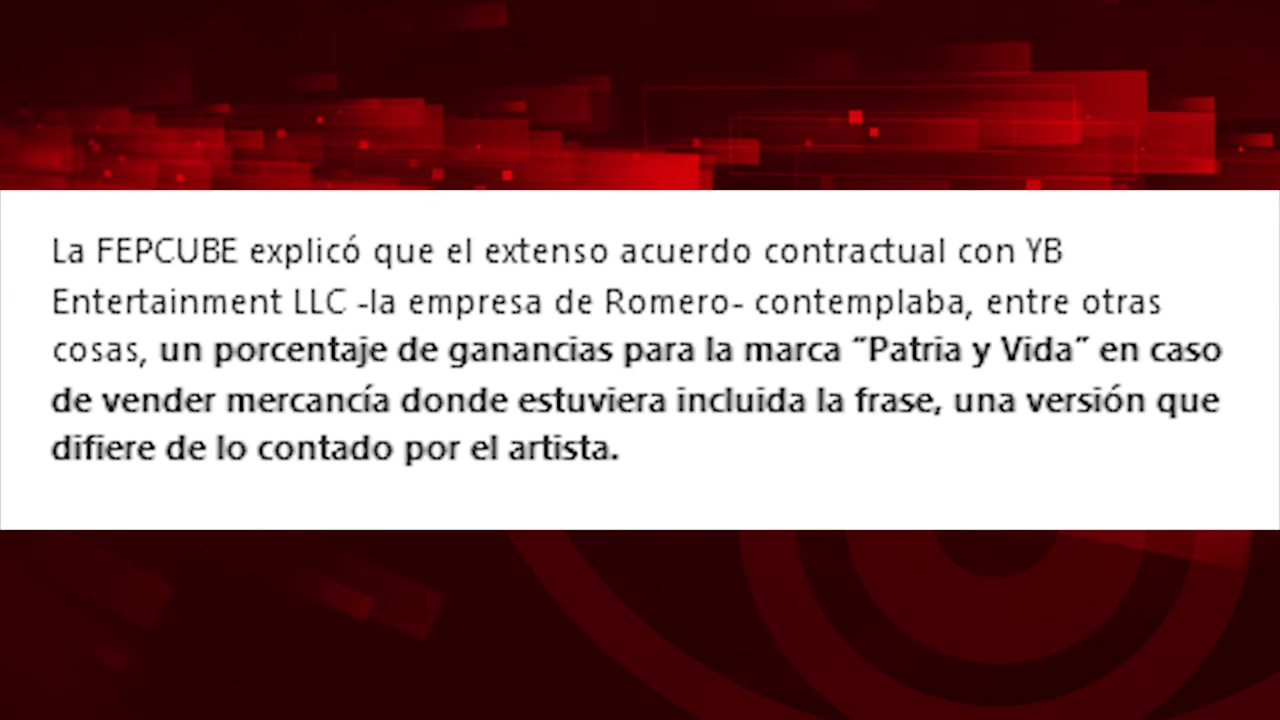 La FEPCUBE explicó que el extenso acuerdo contractual con YB
Entertainment LLC -la empresa de Romero- contemplaba, entre otras
cosas, un porcentaje de ganancias para la marca ˝Patria y Vida˝ en caso
de vender mercancía donde estuviera incluida la frase, una versión que
difiere de lo contado por el artista.